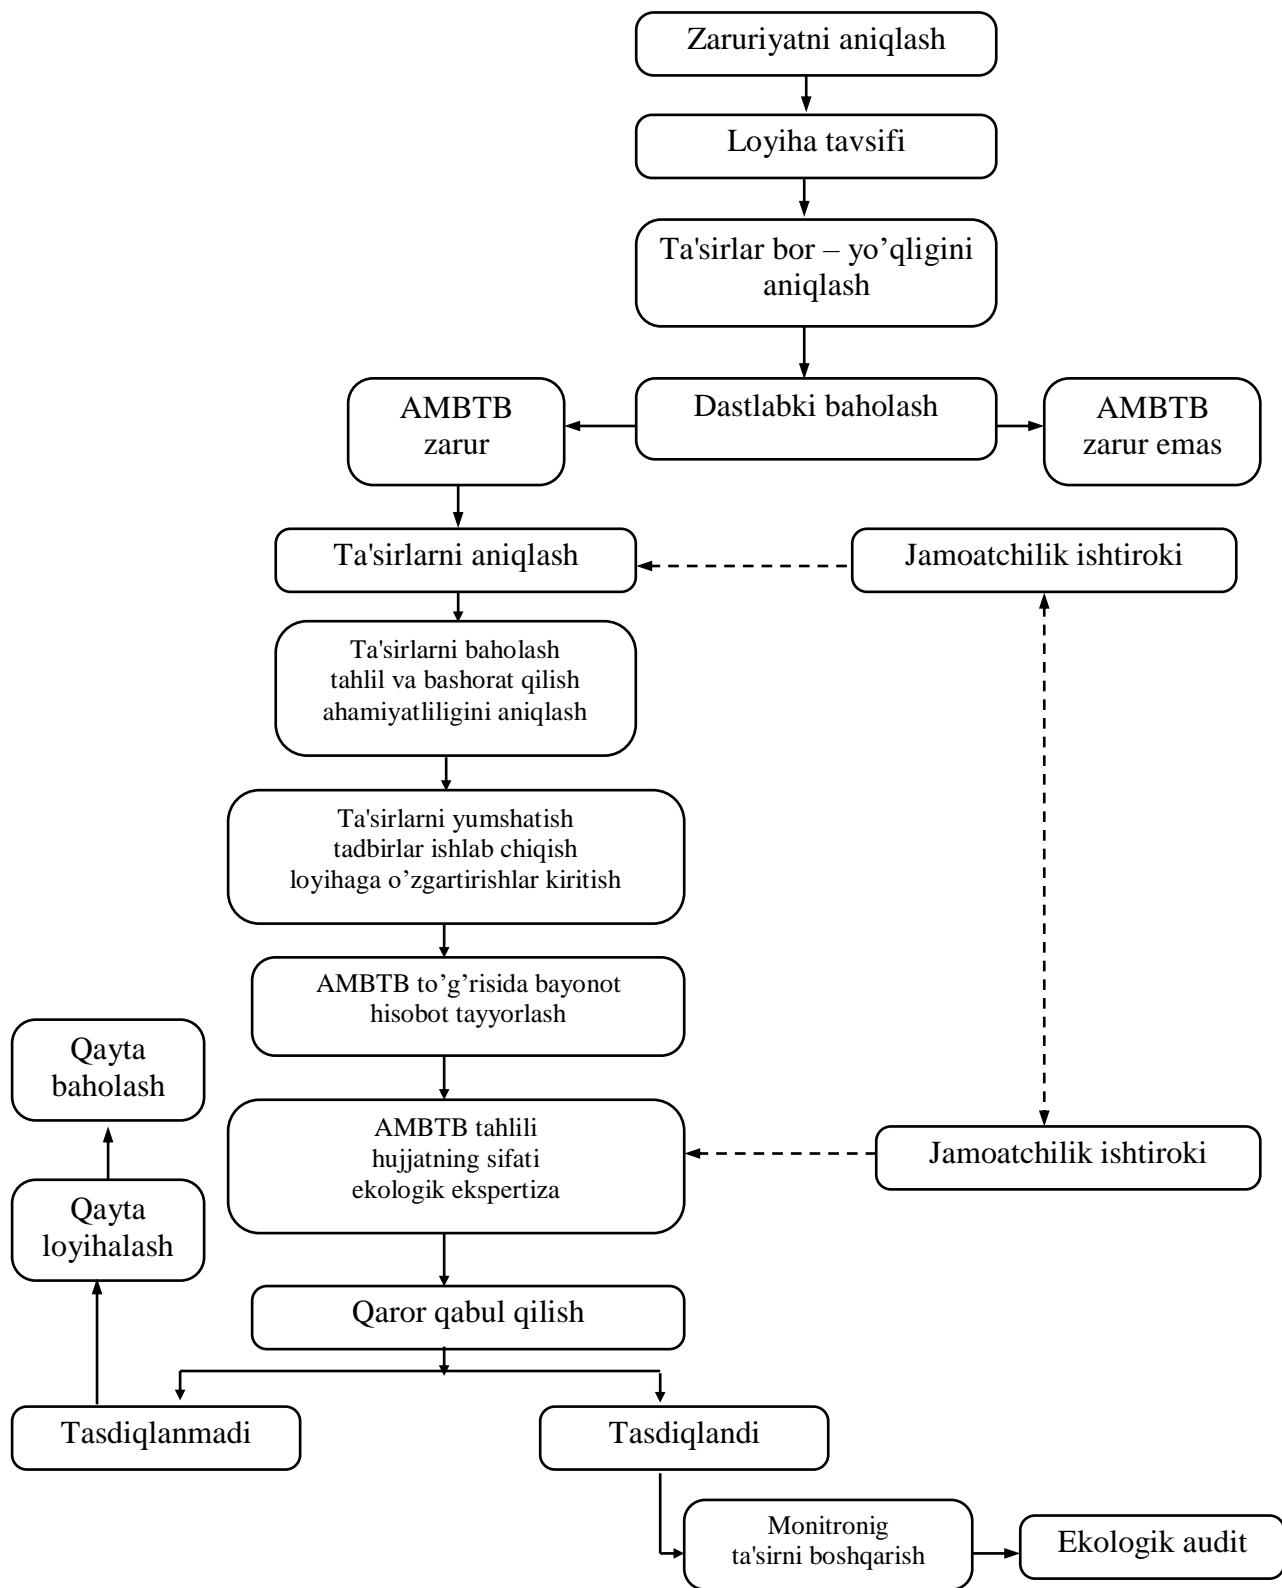 Zaruriyatni aniqlash
Loyiha tavsifi
Ta'sirlar bor – yo’qligini
aniqlash
AMBTB
zarur
Dastlabki baholash
AMBTB
zarur emas
Ta'sirlarni aniqlash
Jamoatchilik ishtiroki
Ta'sirlarni baholash
tahlil va bashorat qilish
ahamiyatliligini aniqlash
Ta'sirlarni yumshatish
tadbirlar ishlab chiqish
loyihaga o’zgartirishlar kiritish
AMBTB to’g’risida bayonot
hisobot tayyorlash
Qayta
baholash
AMBTB tahlili
hujjatning sifati
ekologik ekspertiza
Jamoatchilik ishtiroki
Qayta
loyihalash
Qaror qabul qilish
Tasdiqlanmadi
Tasdiqlandi
Monitronig
ta'sirni boshqarish
Ekologik audit